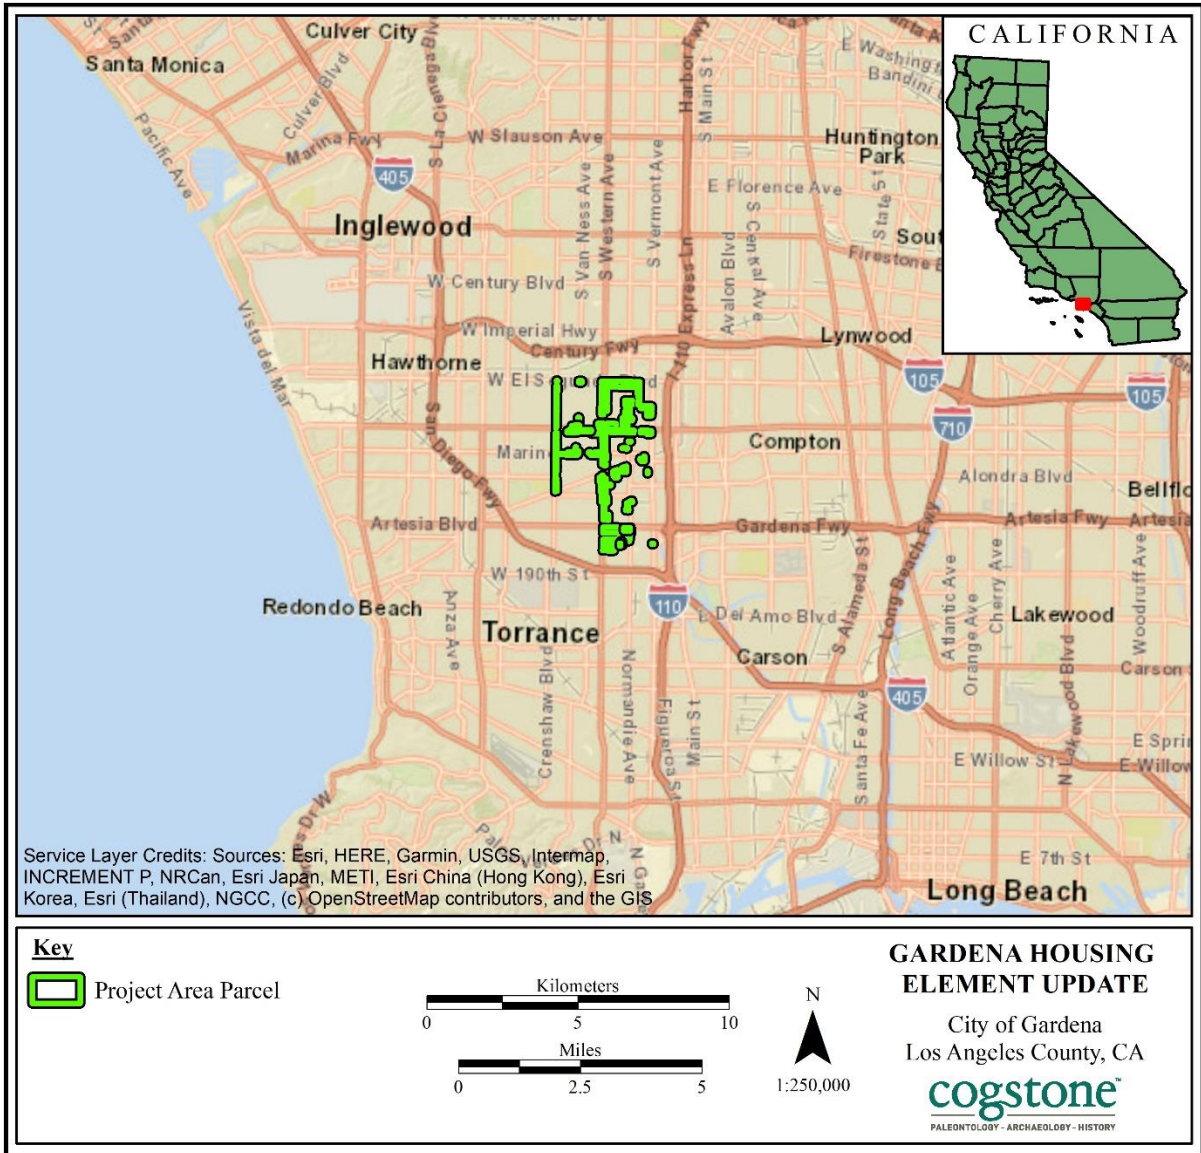 CALIFORNIA
Culver City
Santa Monica
Culver Blvd
S La Cienega Blvd
Harbor Fwy
S Main St
E Washing
Bandini
Pacific Ave
Marina Fwy
405
W Slauson Ave
Huntington
Park
S Van Ness Ave
S Western Ave
S Vermont Ave
E Florence Ave
State St
Inglewood
S Central Ave
Avalon Blvd
Sou
Firestone
W Century Blvd
I 110 Express Ln
Vista del Mar
W Imperial Hwy
Century Fwy
Lynwood
Hawthorne
105
105
710
San Diego Fwy
Marin
Compton
Alondra Blvd
Bellflo
Artesia Blvd
Gardena Fwy
Artesia Fwy
Artesia
W 190th St
110
Long Beach Fwy
S Alameda St
Atlantic Ave
Cherry Ave
Orange Ave
Woodruff Ave
Redondo Beach
Anza Ave
Torrance
E Del Amo Blvd
Lakewood
Carson
Carson
Crenshaw Blvd
Normandie Ave
Figueroa St
Main St
405
Santa Fe Ave
N Lakewood Blvd
E Willow St
E Sprin
E Willow
E 7th St
Long Beach
Service Layer Credits: Sources: Esri, HERE, Garmin, USGS, Intermap,
INCREMENT P, NRCan, Esri Japan, METI, Esri China (Hong Kong), Esri
Korea, Esri (Thailand), NGCC, (c) OpenStreetMap contributors, and the GIS
Key
Project Area Parcel
Kilometers
0 5 10
Miles
0 2.5 5
N
1:250,000
GARDENA HOUSING
ELEMENT UPDATE
City of Gardena
Los Angeles County, CA
cogstone™
PALEONTOLOGY - ARCHAEOLOGY - HISTORY